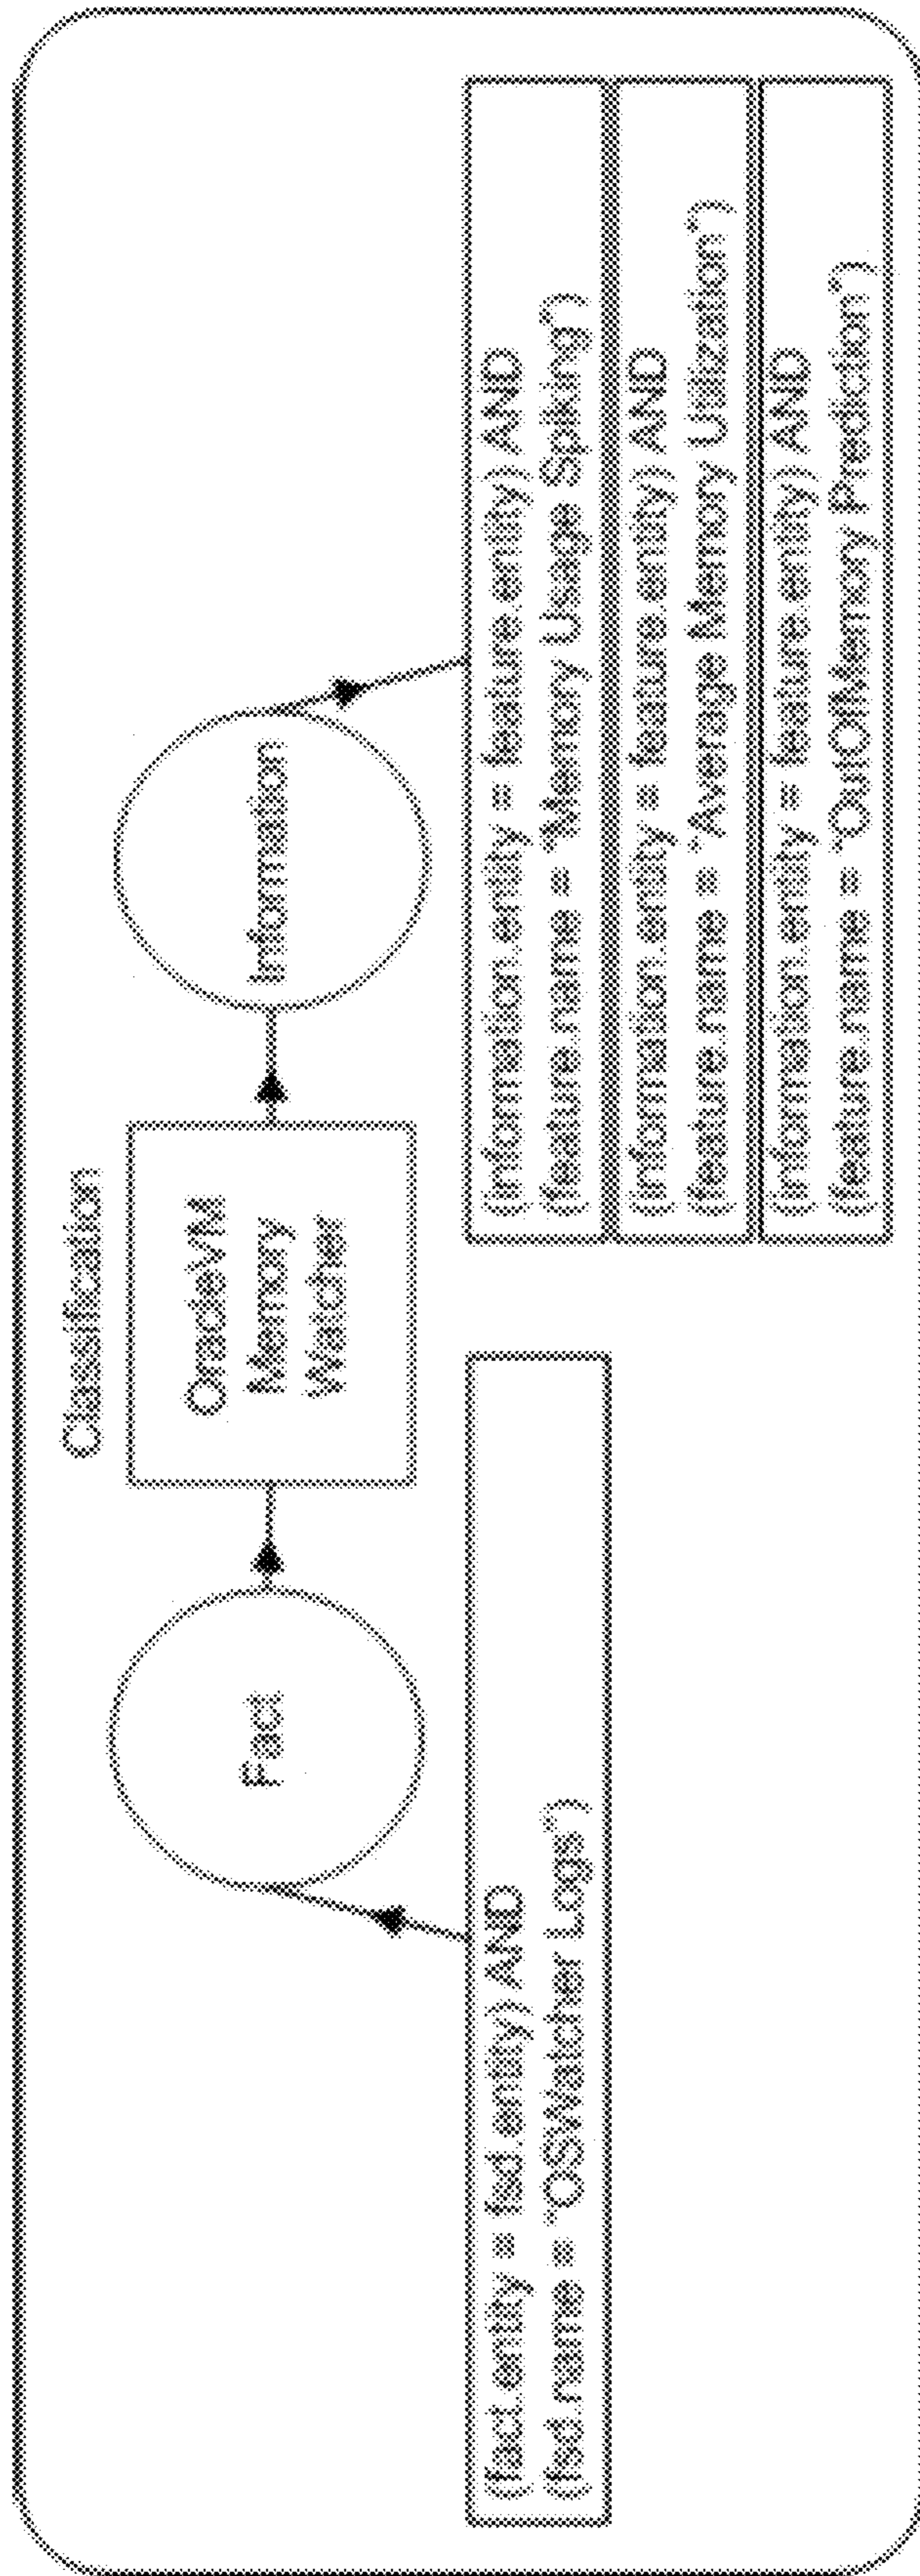 Classification
Fact
OracleVM
Memory
Watcher
Information
(fact.entity = fsd.entity) AND
(fsd.name = "OSWatcher Logs")
(information.entity = feature.entity) AND
(feature.name = "Memory Usage Spiking")
(information.entity = feature.entity) AND
(feature.name = "Average Memory Utilization")
(information.entity = feature.entity) AND
(feature.name = "OutOfMemory Prediction")